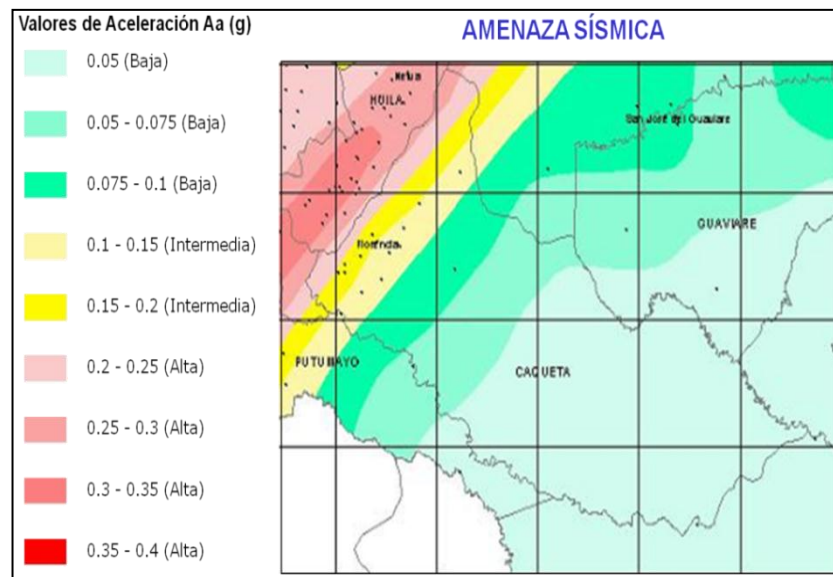 Valores de Aceleración Aa (g)
AMENAZA SÍSMICA
0.05 (Baja)
0.05 - 0.075 (Baja)
0.075 - 0.1 (Baja)
0.1 - 0.15 (Intermedia)
0.15 - 0.2 (Intermedia)
0.2 - 0.25 (Alta)
0.25 - 0.3 (Alta)
0.3 - 0.35 (Alta)
0.35 - 0.4 (Alta)
Neiva
HUILA
San José del Guaviare
GUAVIARE
Florencia
PUTUMAYO
CAQUETA